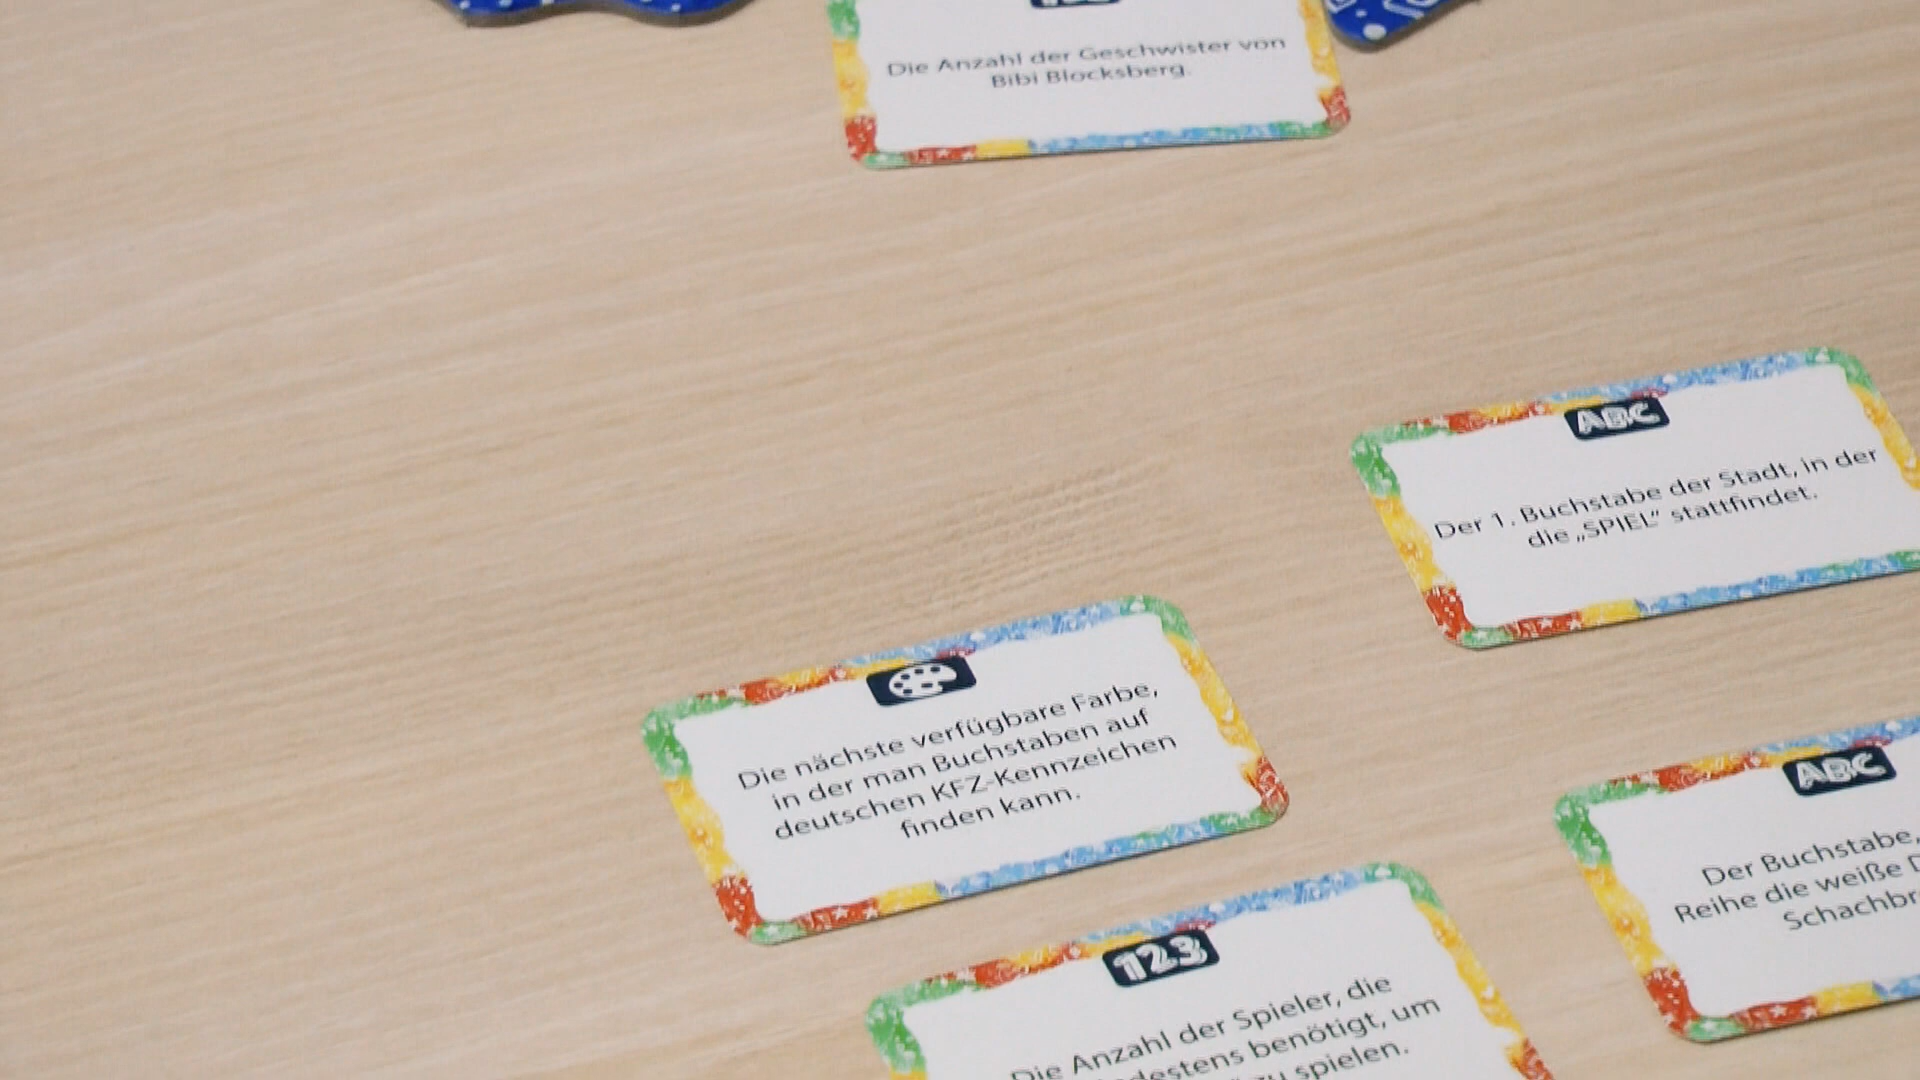 Die Anzahl der Geschwister von
Bibi Blocksberg.
ABC
Der 1. Buchstabe der Stadt, in der
die „SPIEL“ stattfindet.
Die nächste verfügbare Farbe,
in der man Buchstaben auf
deutschen KFZ-Kennzeichen
finden kann.
ABC
Der Buchstabe,
Reihe die weiße
123
Die Anzahl der Spieler, die
benötigt, um
spielen.